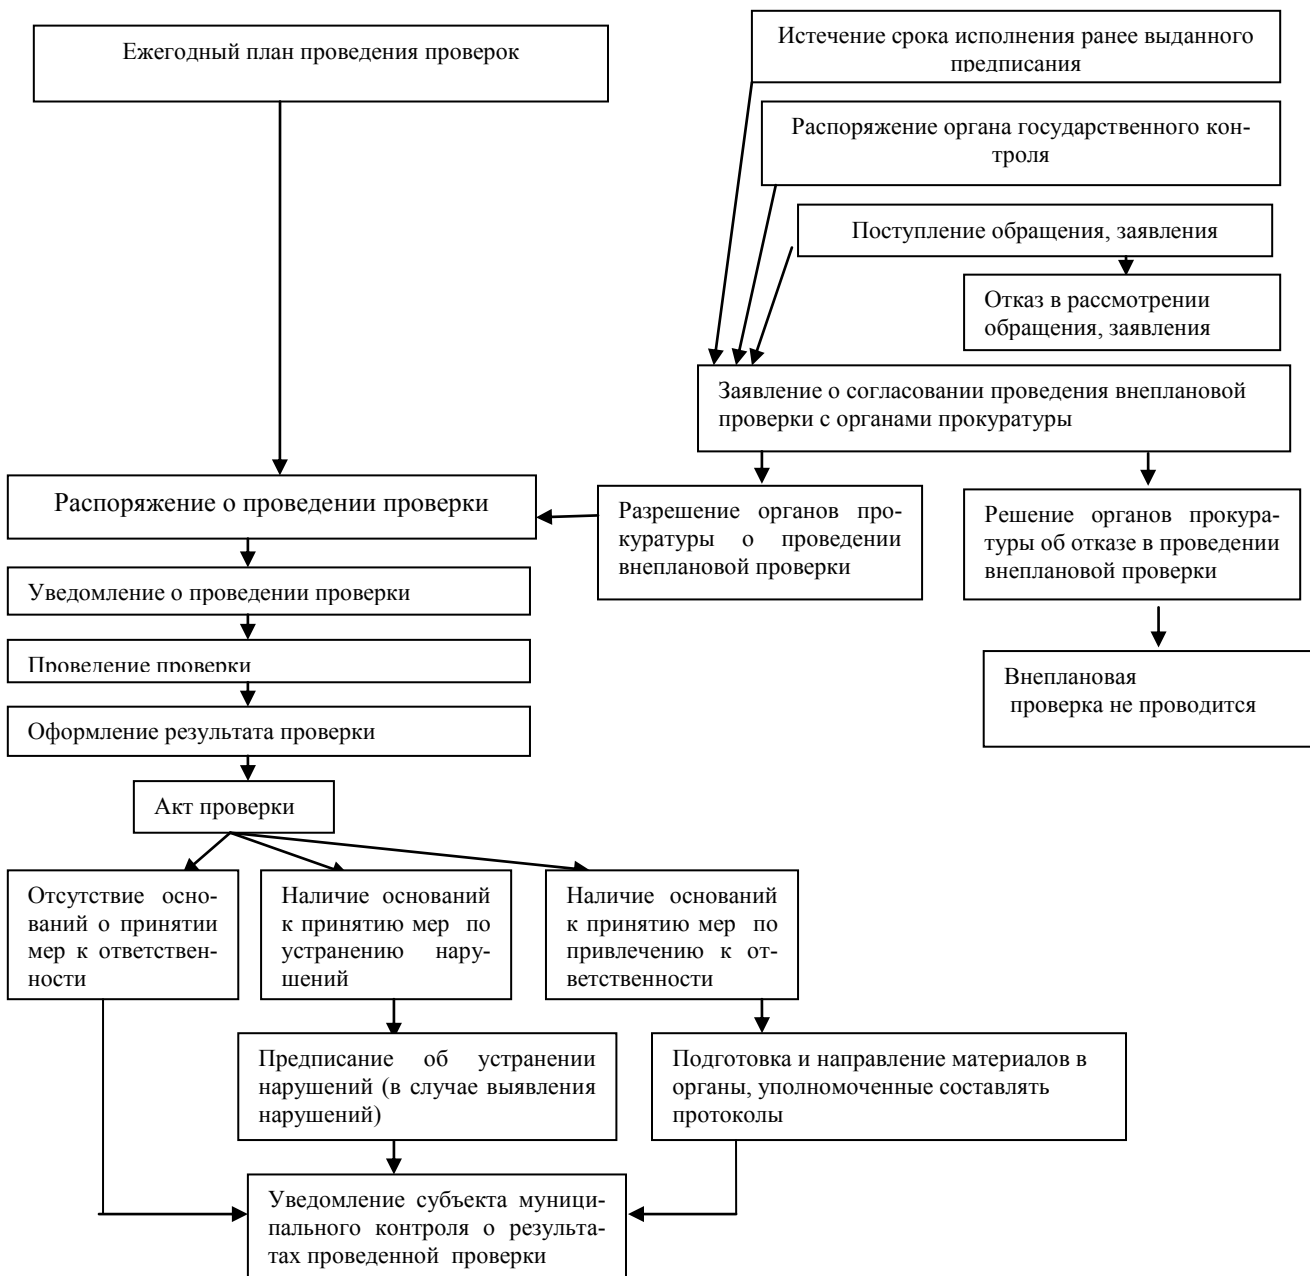 Ежегодный план проведения проверок
Истечение срока исполнения ранее выданного
предписания
Распоряжение органа государственного кон-
троля
Поступление обращения, заявления
Отказ в рассмотрении
обращения, заявления
Заявление о согласовании проведения внеплановой
проверки с органами прокуратуры
Распоряжение о проведении проверки
Разрешение органов про-
куратуры о проведении
внеплановой проверки
Решение органов прокура-
туры об отказе в проведении
внеплановой проверки
Уведомление о проведении проверки
Проведение проверки
Внеплановая
проверка не проводится
Оформление результата проверки
Акт проверки
Отсутствие осно-
ваний о принятии
мер к ответствен-
ности
Наличие оснований
к принятию мер по
устранению нару-
шений
Наличие оснований
к принятию мер по
привлечению к от-
ветственности
Предписание об устранении
нарушений (в случае выявления
нарушений)
Подготовка и направление материалов в
органы, уполномоченные составлять
протоколы
Уведомление субъекта муници-
пального контроля о результа-
тах проведенной проверки